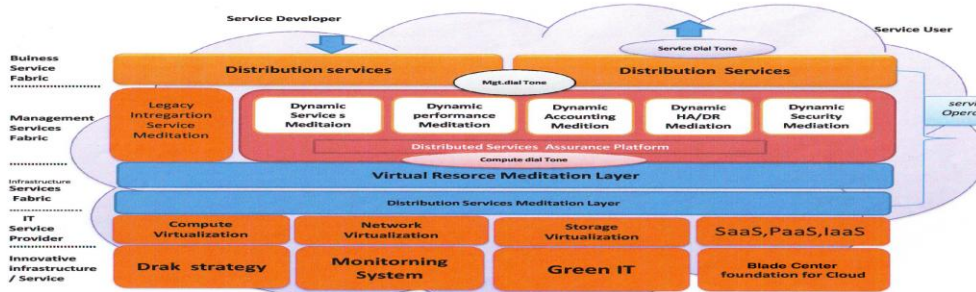 Service Developer
Service User
Service Dial Tone
Buiness
Service
Fabric
Distribution services
Mgt.dial Tone
Distribution Services
Management
Services
Fabric
Legacy
Intregartion
Service
Meditation
Dynamic
Service s
Meditaion
Dynamic
performance
Meditation
Dynamic
Accounting
Medition
Dynamic
HA/DR
Mediation
Dynamic
Security
Mediation
Distributed Services Assurance Platform
Compute dial Tone
Infrastructure
Services
Fabric
Virtual Resorce Meditation Layer
Distribution Services Meditation Layer
IT
Service
Provider
Compute
Virtualization
Network
Virtualization
Storage
Virtualization
SaaS,PaaS,IaaS
Innovative
Infrastructure
/ Service
Drak strategy
Monitorning
System
Green IT
Blade Center
foundation for Cloud